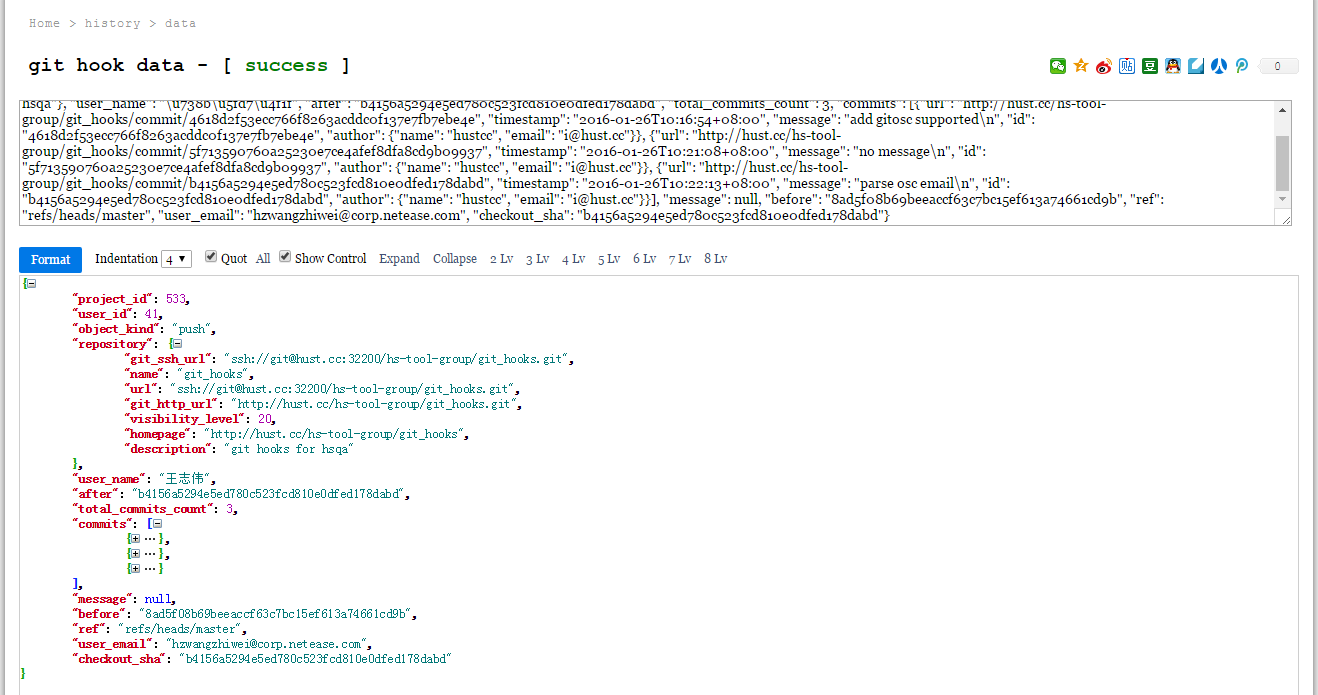 Home > history > data
git hook data - [ success ]
0
hsqa"}, "user_name": "\u738b\u5fd7\u4f1f", "after": "b4156a5294e5ed780c523fcd810e0dfed178dabd", "total_commits_count": 3, "commits": [{"url": "http://hust.cc/hs-tool-
group/git_hooks/commit/4618d2f53ecc766f8263acddc0f137e7fb7ebe4e", "timestamp": "2016-01-26T10:16:54+08:00", "message": "add gitosc supported\n", "id":
"4618d2f53ecc766f8263acddc0f137e7fb7ebe4e", "author": {"name": "hustcc", "email": "i@hust.cc"}}, {"url": "http://hust.cc/hs-tool-
group/git_hooks/commit/5f713590760a25230e7ce4afef8dfa8cd9b09937", "timestamp": "2016-01-26T10:21:08+08:00", "message": "no message\n", "id":
"5f713590760a25230e7ce4afef8dfa8cd9b09937", "author": {"name": "hustcc", "email": "i@hust.cc"}}, {"url": "http://hust.cc/hs-tool-
group/git_hooks/commit/b4156a5294e5ed780c523fcd810e0dfed178dabd", "timestamp": "2016-01-26T10:22:13+08:00", "message": "parse osc email\n", "id":
"b4156a5294e5ed780c523fcd810e0dfed178dabd", "author": {"name": "hustcc", "email": "i@hust.cc"}}], "message": null, "before": "8ad5f08b69beeaccf63c7bc15ef613a74661cd9b", "ref":
"refs/heads/master", "user_email": "hzwangzhiwei@corp.netease.com", "checkout_sha": "b4156a5294e5ed780c523fcd810e0dfed178dabd"}
Format Indentation 4 Quot All Show Control Expand Collapse 2 Lv 3 Lv 4 Lv 5 Lv 6 Lv 7 Lv 8 Lv
{
"project_id": 533,
"user_id": 41,
"object_kind": "push",
"repository": {
"git_ssh_url": "ssh://git@hust.cc:32200/hs-tool-group/git_hooks.git",
"name": "git_hooks",
"url": "ssh://git@hust.cc:32200/hs-tool-group/git_hooks.git",
"git_http_url": "http://hust.cc/hs-tool-group/git_hooks.git",
"visibility_level": 20,
"homepage": "http://hust.cc/hs-tool-group/git_hooks",
"description": "git hooks for hsqa"
},
"user_name": "王志伟",
"after": "b4156a5294e5ed780c523fcd810e0dfed178dabd",
"total_commits_count": 3,
"commits": [
{ ··· },
{ ··· },
{ ··· }
],
"message": null,
"before": "8ad5f08b69beeaccf63c7bc15ef613a74661cd9b",
"ref": "refs/heads/master",
"user_email": "hzwangzhiwei@corp.netease.com",
"checkout_sha": "b4156a5294e5ed780c523fcd810e0dfed178dabd"
}